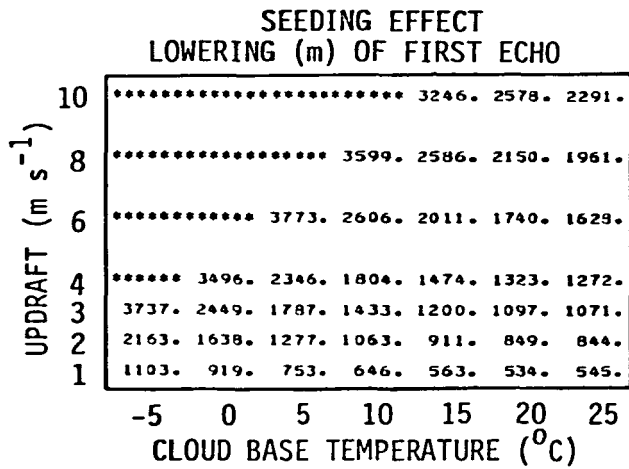 SEEDING EFFECT
LOWERING (m) OF FIRST ECHO
UPDRAFT (m s⁻¹)
10 ************************ 3246. 2578. 2291.
8 ****************** 3599. 2586. 2150. 1961.
6 ************ 3773. 2606. 2011. 1740. 1629.
4 ****** 3496. 2346. 1804. 1474. 1323. 1272.
3 3737. 2449. 1787. 1433. 1200. 1097. 1071.
2 2163. 1638. 1277. 1063. 911. 849. 844.
1 1103. 919. 753. 646. 563. 534. 545.
-5 0 5 10 15 20 25
CLOUD BASE TEMPERATURE (⁰C)